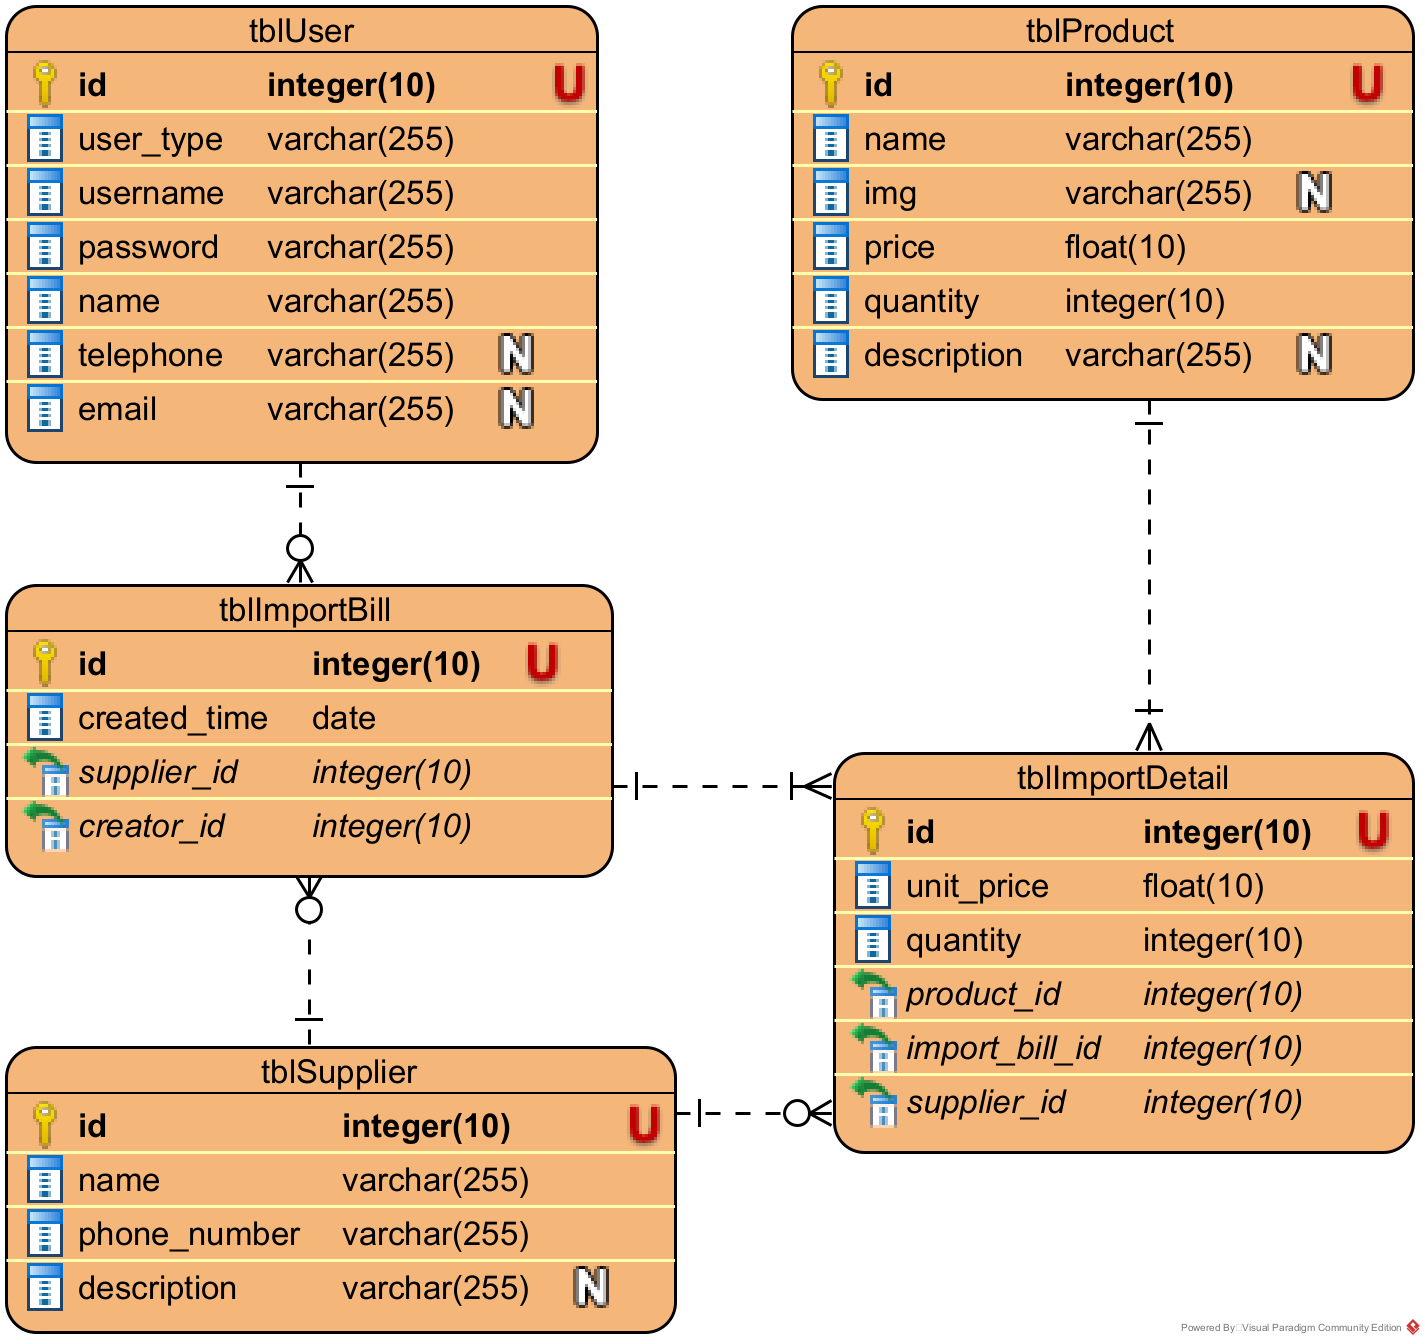 tblUser
id integer(10) U
user_type varchar(255)
username varchar(255)
password varchar(255)
name varchar(255)
telephone varchar(255) N
email varchar(255) N
tblProduct
id integer(10) U
name varchar(255)
img varchar(255) N
price float(10)
quantity integer(10)
description varchar(255) N
tblImportBill
id integer(10) U
created_time date
supplier_id integer(10)
creator_id integer(10)
tblImportDetail
id integer(10) U
unit_price float(10)
quantity integer(10)
product_id integer(10)
import_bill_id integer(10)
supplier_id integer(10)
tblSupplier
id integer(10) U
name varchar(255)
phone_number varchar(255)
description varchar(255) N
Powered By Visual Paradigm Community Edition